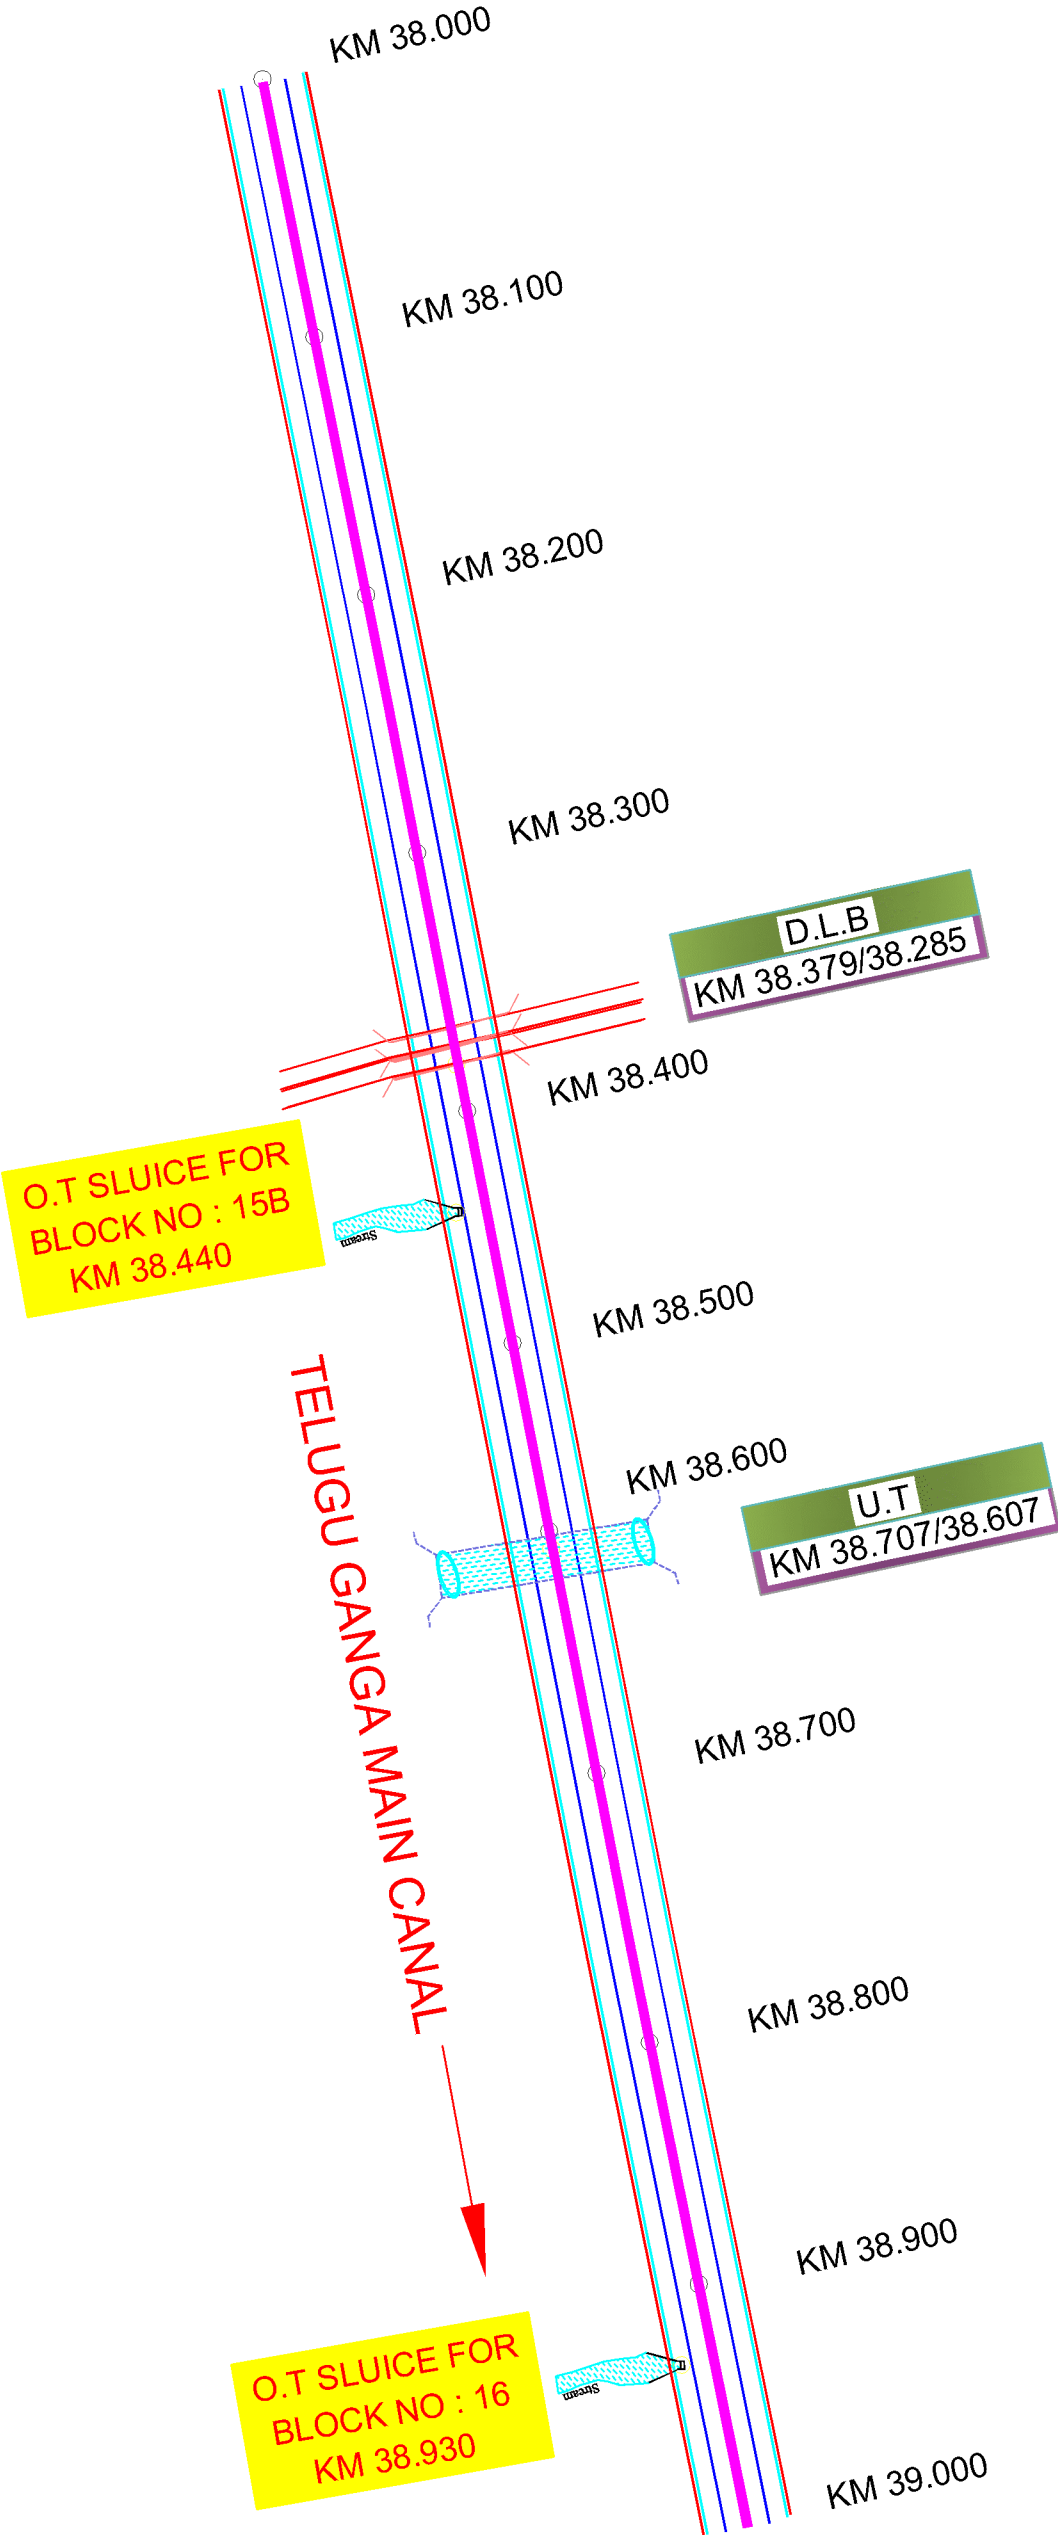 KM 38.000
KM 38.100
KM 38.200
KM 38.300
D.L.B
KM 38.379/38.285
KM 38.400
O.T SLUICE FOR
BLOCK NO : 15B
KM 38.440
Stream
KM 38.500
TELUGU GANGA MAIN CANAL
KM 38.600
U.T
KM 38.707/38.607
KM 38.700
KM 38.800
KM 38.900
O.T SLUICE FOR
BLOCK NO : 16
KM 38.930
Stream
KM 39.000